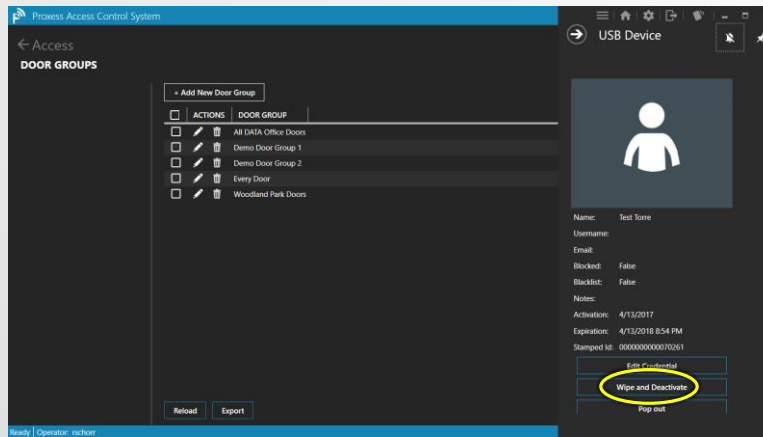 Proxess Access Control System
Access
DOOR GROUPS
+ Add New Door Group
ACTIONS DOOR GROUP
All DATA Office Doors
Demo Door Group 1
Demo Door Group 2
Every Door
Woodland Park Doors
Reload Export
Ready Operator: rschorr
USB Device
Name: Test Torre
Username:
Email:
Blocked: False
Blacklist: False
Notes:
Activation: 4/13/2017
Expiration: 4/13/2018 8:54 PM
Stamped Id: 0000000000070261
Edit Credential
Wipe and Deactivate
Pop out